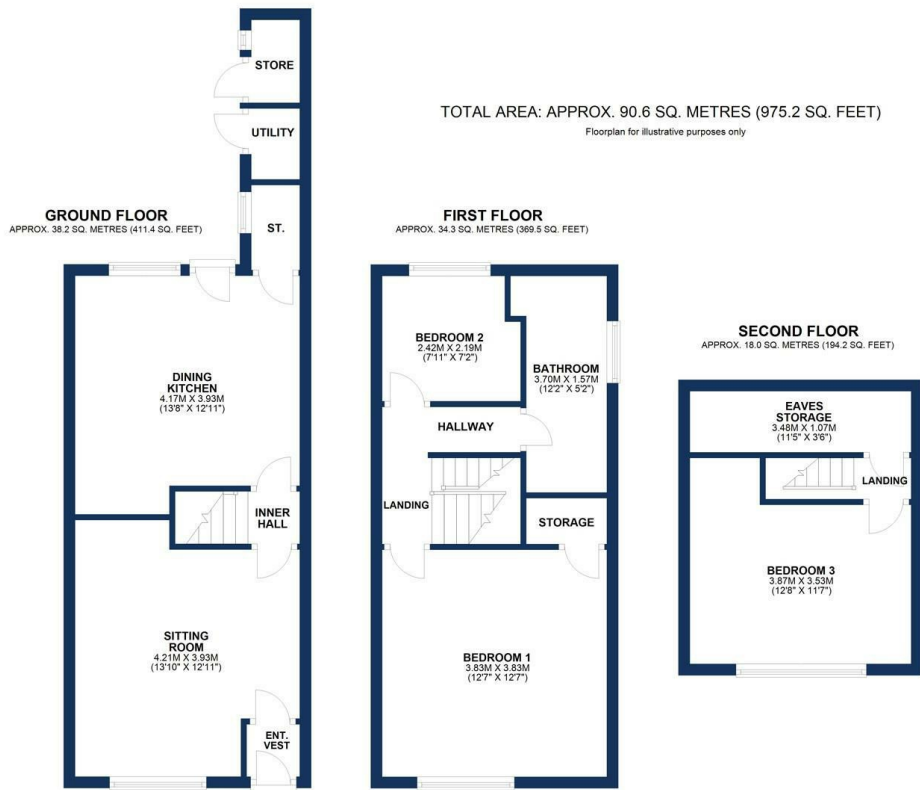 TOTAL AREA: APPROX. 90.6 SQ. METRES (975.2 SQ. FEET)
Floorplan for illustrative purposes only
GROUND FLOOR
APPROX. 38.2 SQ. METRES (411.4 SQ. FEET)
STORE
UTILITY
ST.
DINING
KITCHEN
4.17M X 3.93M
(13'8" X 12'11")
INNER
HALL
SITTING
ROOM
4.21M X 3.93M
(13'10" X 12'11")
ENT.
VEST
FIRST FLOOR
APPROX. 34.3 SQ. METRES (369.5 SQ. FEET)
BEDROOM 2
2.42M X 2.19M
(7'11" X 7'2")
BATHROOM
3.70M X 1.57M
(12'2" X 5'2")
HALLWAY
LANDING
STORAGE
BEDROOM 1
3.83M X 3.83M
(12'7" X 12'7")
SECOND FLOOR
APPROX. 18.0 SQ. METRES (194.2 SQ. FEET)
EAVES
STORAGE
3.48M X 1.07M
(11'5" X 3'6")
LANDING
BEDROOM 3
3.87M X 3.53M
(12'8" X 11'7")